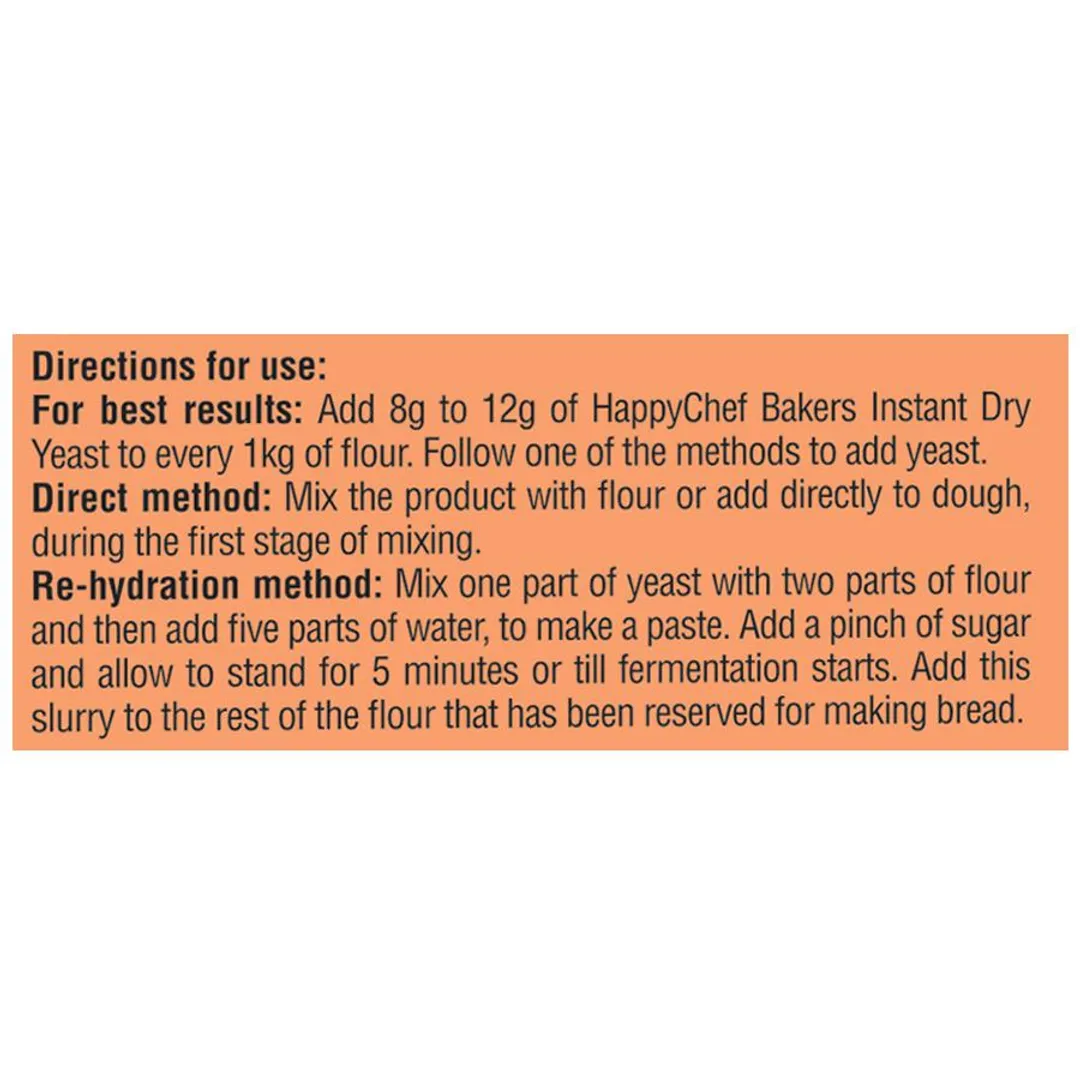 Directions for use:
For best results: Add 8g to 12g of HappyChef Bakers Instant Dry
Yeast to every 1kg of flour. Follow one of the methods to add yeast.
Direct method: Mix the product with flour or add directly to dough,
during the first stage of mixing.
Re-hydration method: Mix one part of yeast with two parts of flour
and then add five parts of water, to make a paste. Add a pinch of sugar
and allow to stand for 5 minutes or till fermentation starts. Add this
slurry to the rest of the flour that has been reserved for making bread.